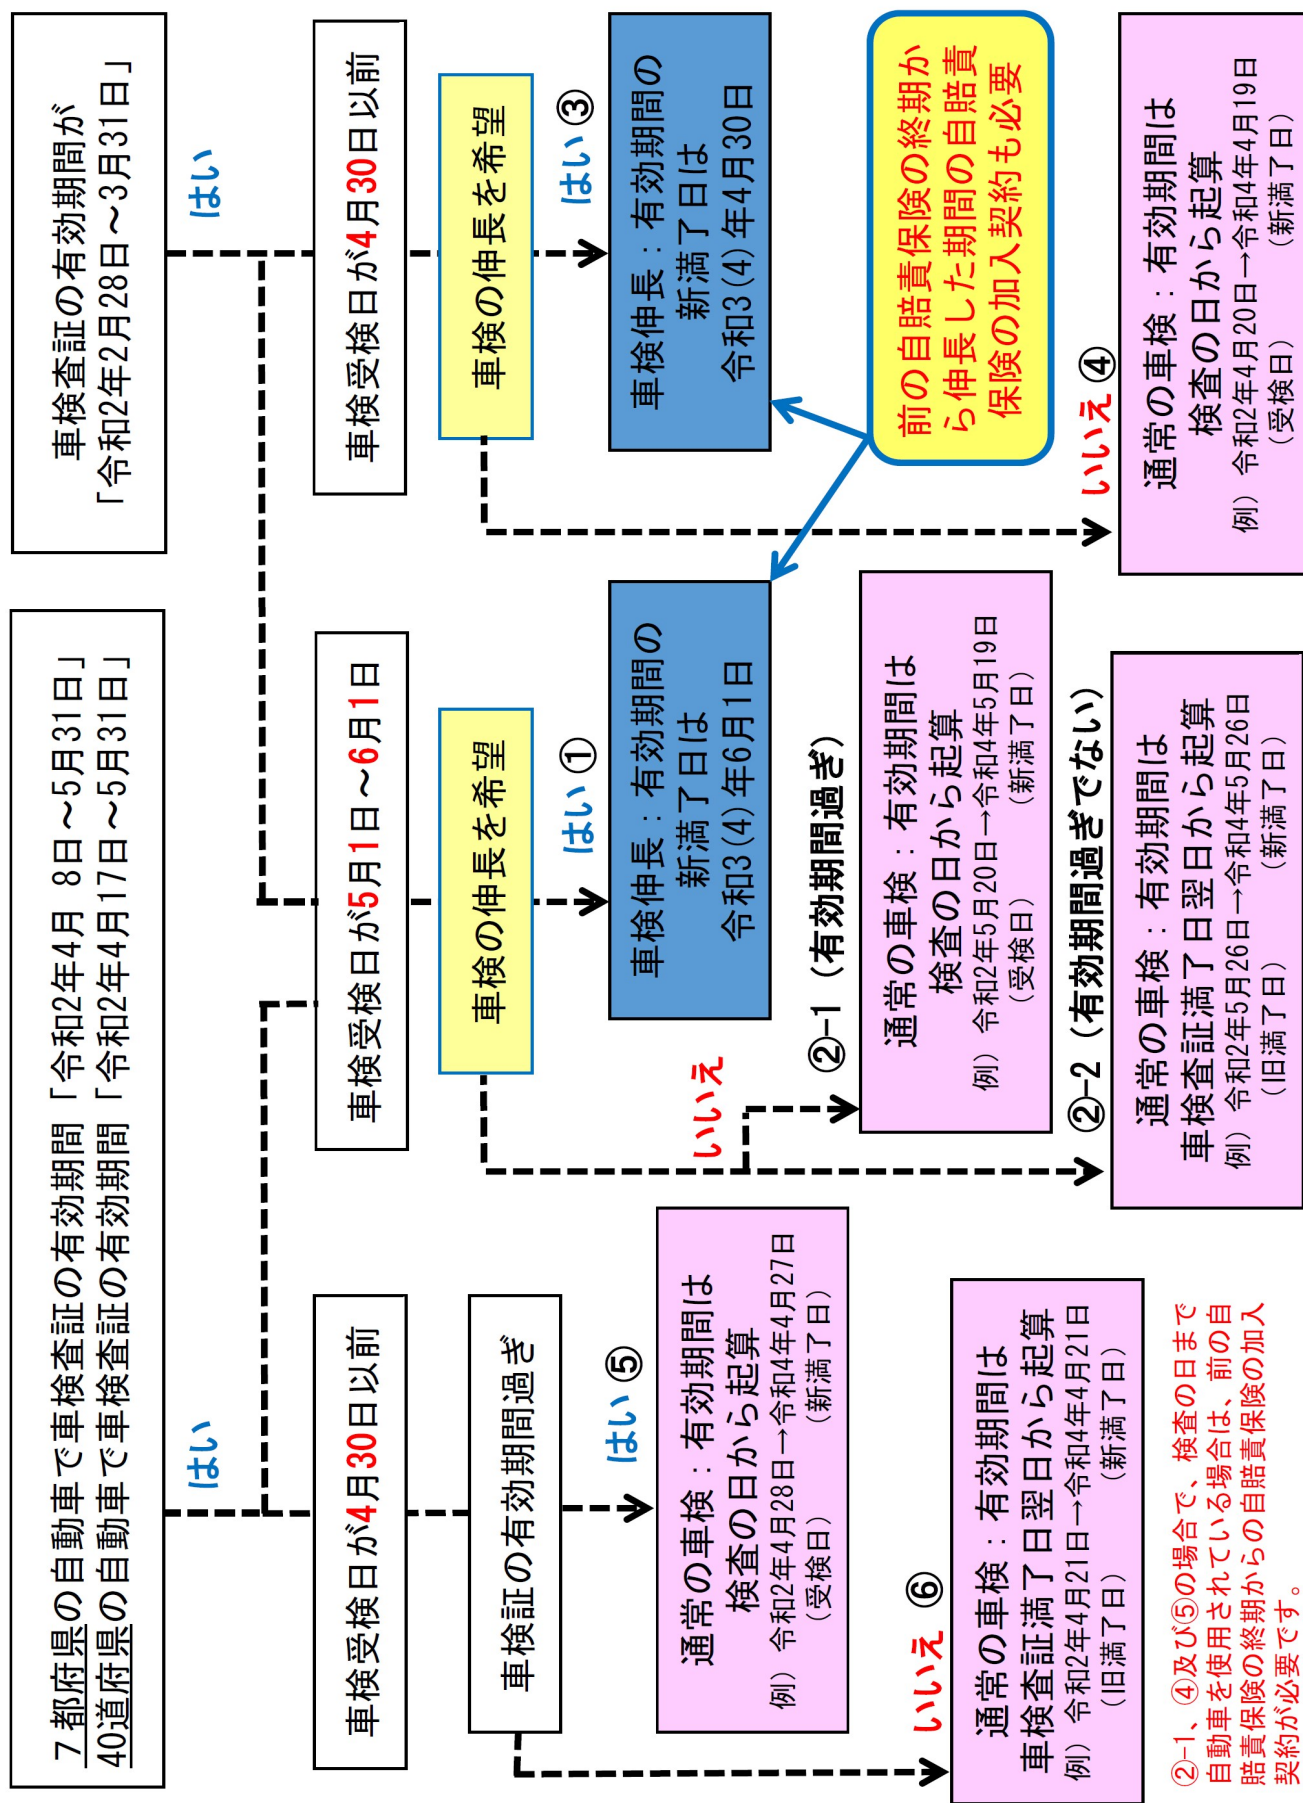 7都府県の自動車で車検査証の有効期間「令和2年4月 8日～5月31日」
40道府県の自動車で車検査証の有効期間「令和2年4月17日～5月31日」
車検査証の有効期間が
「令和2年2月28日～3月31日」
はい
はい
車検受検日が4月30日以前
車検受検日が5月1日～6月1日
車検受検日が4月30日以前
車検証の有効期間過ぎ
車検の伸長を希望
車検の伸長を希望
はい ⑤
はい ①
はい ③
通常の車検：有効期間は
検査の日から起算
例） 令和2年4月28日→令和4年4月27日
（受検日） （新満了日）
いいえ
車検伸長：有効期間の
新満了日は
令和3(4)年6月1日
車検伸長：有効期間の
新満了日は
令和3(4)年4月30日
②-1（有効期間過ぎ）
通常の車検：有効期間は
検査の日から起算
例） 令和2年5月20日→令和4年5月19日
（受検日） （新満了日）
前の自賠責保険の終期か
ら伸長した期間の自賠責
保険の加入契約も必要
いいえ ⑥
通常の車検：有効期間は
車検査証満了日翌日から起算
例） 令和2年4月21日→令和4年4月21日
（旧満了日） （新満了日）
②-2（有効期間過ぎでない）
通常の車検：有効期間は
車検査証満了日翌日から起算
例） 令和2年5月26日→令和4年5月26日
（旧満了日） （新満了日）
いいえ ④
通常の車検：有効期間は
検査の日から起算
例） 令和2年4月20日→令和4年4月19日
（受検日） （新満了日）
②-1、④及び⑤の場合で、検査の日まで
自動車を使用されている場合は、前の自
賠責保険の終期からの自賠責保険の加入
契約が必要です。